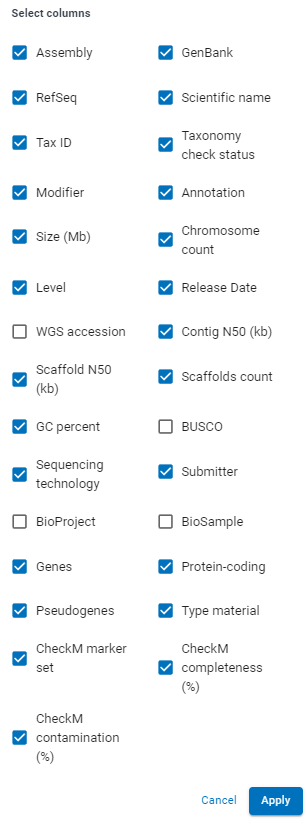 Select columns
Assembly
GenBank
RefSeq
Scientific name
Tax ID
Taxonomy
check status
Modifier
Annotation
Size (Mb)
Chromosome
count
Level
Release Date
WGS accession
Contig N50 (kb)
Scaffold N50
(kb)
Scaffolds count
GC percent
BUSCO
Sequencing
technology
Submitter
BioProject
BioSample
Genes
Protein-coding
Pseudogenes
Type material
CheckM marker
set
CheckM
completeness
(%)
CheckM
contamination
(%)
Cancel
Apply